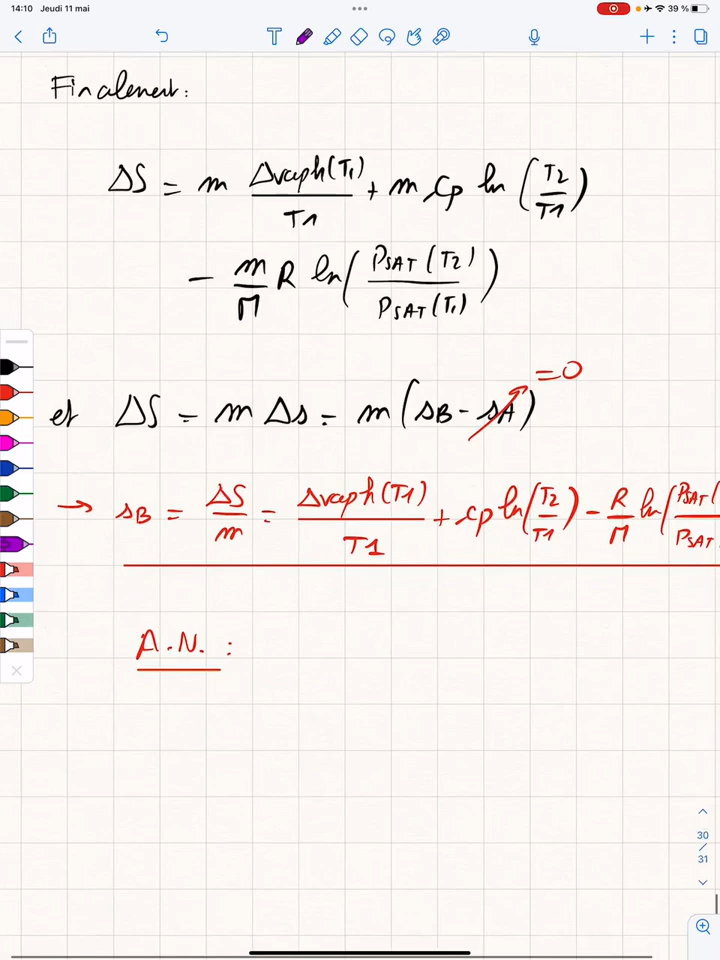 14:10 Jeudi 11 mai
39 %
Finalement :
ΔS = m Δvaph(T1)/T1 + m cp ln (T2/T1)
- m/M R ln (PSAT(T2)/PSAT(T1))
= 0
et ΔS = m Δs = m (sB - sA)
→ sB = ΔS/m = Δvaph(T1)/T1 + cp ln (T2/T1) - R/M ln (PSAT(/PSAT
A.N. :
30
/
31